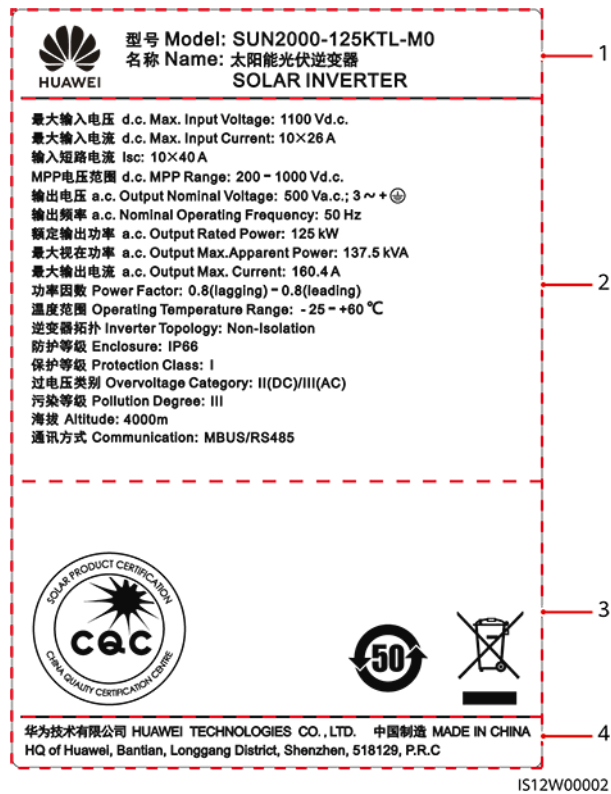 HUAWEI
型号 Model: SUN2000-125KTL-M0
名称 Name: 太阳能光伏逆变器
SOLAR INVERTER
1
最大输入电压 d.c. Max. Input Voltage: 1100 Vd.c.
最大输入电流 d.c. Max. Input Current: 10×26 A
输入短路电流 Isc: 10×40 A
MPP电压范围 d.c. MPP Range: 200 - 1000 Vd.c.
输出电压 a.c. Output Nominal Voltage: 500 Va.c.; 3 ~ + ⏚
输出频率 a.c. Nominal Operating Frequency: 50 Hz
额定输出功率 a.c. Output Rated Power: 125 kW
最大视在功率 a.c. Output Max.Apparent Power: 137.5 kVA
最大输出电流 a.c. Output Max. Current: 160.4 A
功率因数 Power Factor: 0.8(lagging) - 0.8(leading)
温度范围 Operating Temperature Range: - 25 - +60 ℃
逆变器拓扑 Inverter Topology: Non-Isolation
防护等级 Enclosure: IP66
保护等级 Protection Class: I
过电压类别 Overvoltage Category: II(DC)/III(AC)
污染等级 Pollution Degree: III
海拔 Altitude: 4000m
通讯方式 Communication: MBUS/RS485
2
SOLAR PRODUCT CERTIFICATION
CQC
CHINA QUALITY CERTIFICATION CENTRE
50
3
华为技术有限公司 HUAWEI TECHNOLOGIES CO., LTD. 中国制造 MADE IN CHINA
HQ of Huawei, Bantian, Longgang District, Shenzhen, 518129, P.R.C
4
IS12W00002